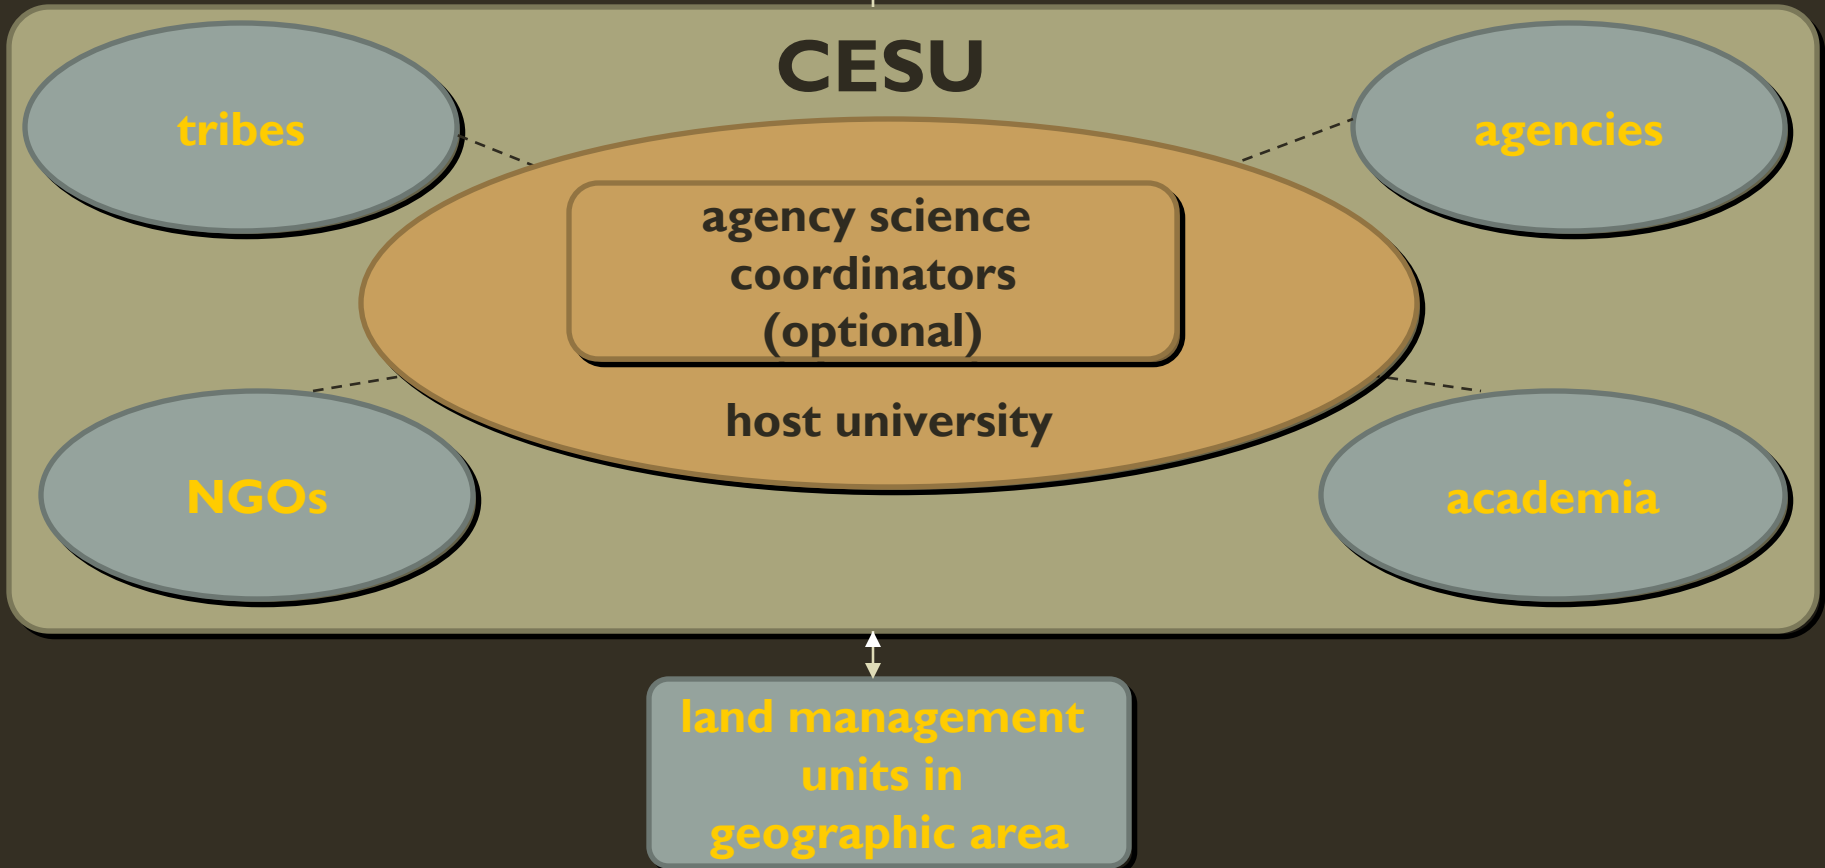 CESU
tribes
agencies
agency science
coordinators
(optional)
host university
NGOs
academia
land management
units in
geographic area